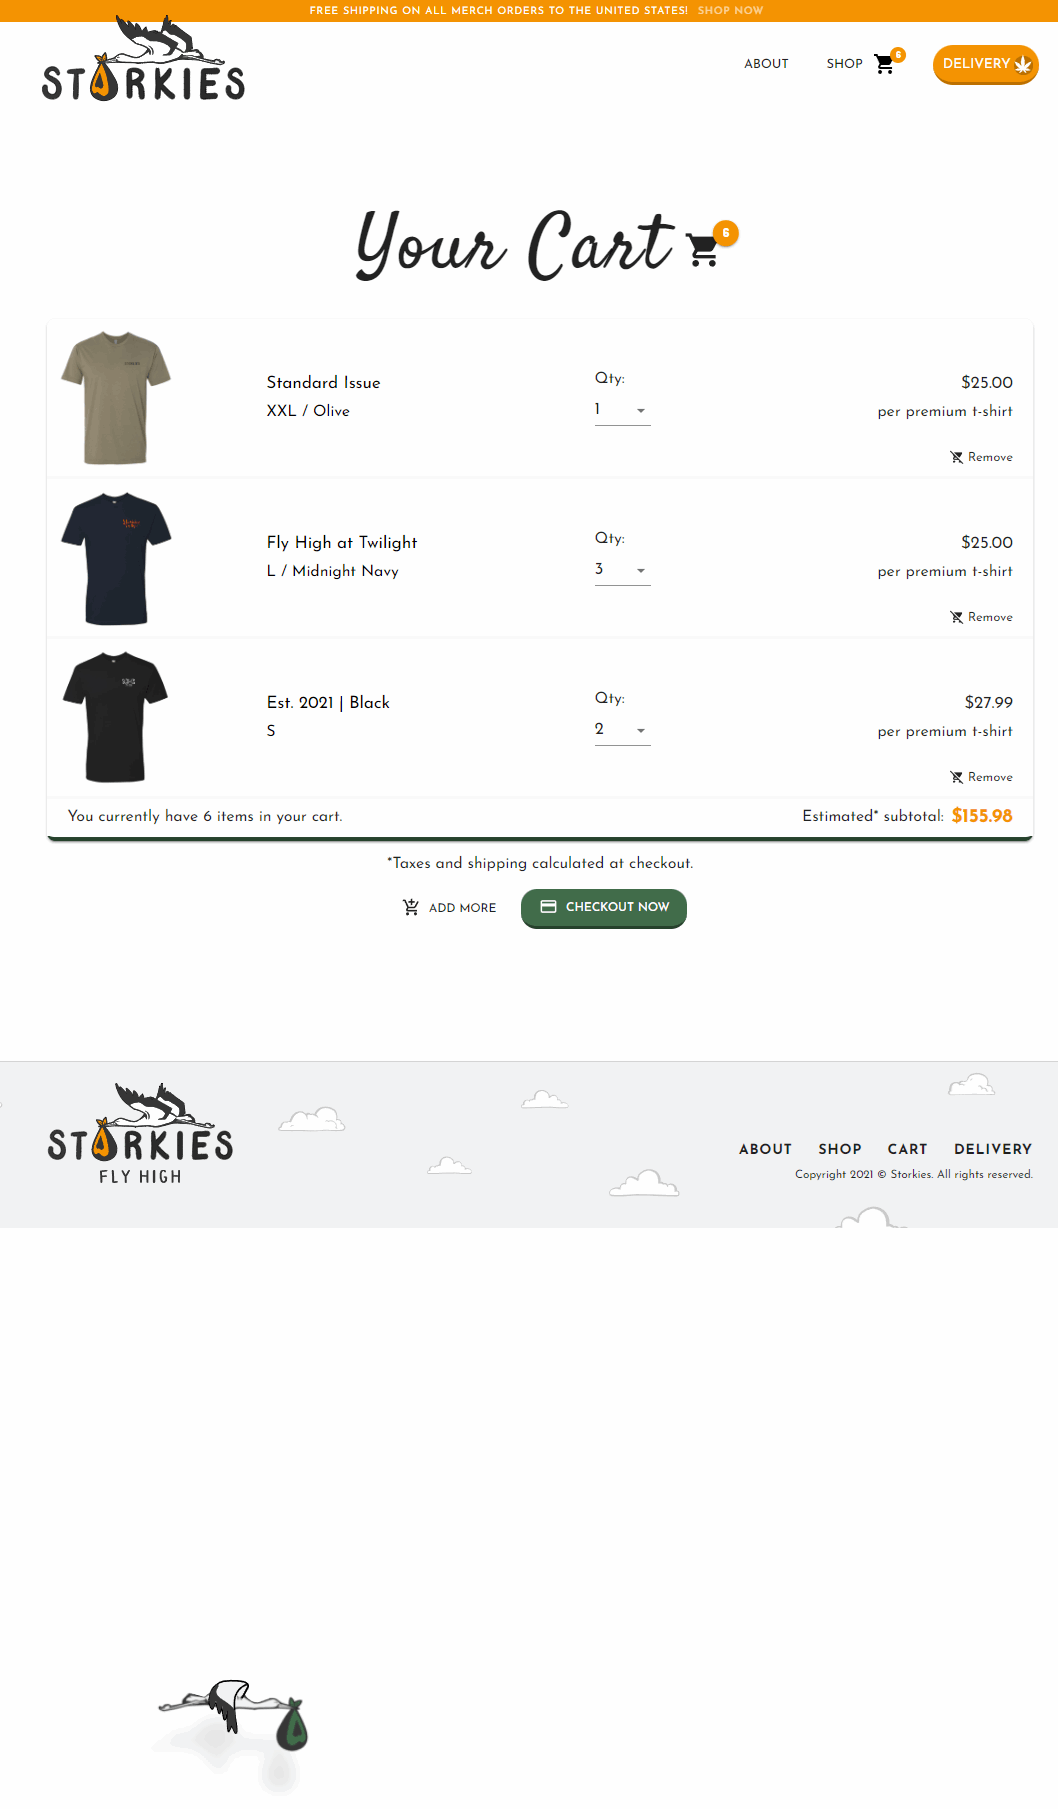 FREE SHIPPING ON ALL MERCH ORDERS TO THE UNITED STATES! SHOP NOW
STORKIES
ABOUT SHOP 6 DELIVERY
Your Cart 6
Standard Issue
XXL / Olive
Qty:
1
$25.00
per premium t-shirt
Remove
Fly High at Twilight
L / Midnight Navy
Qty:
3
$25.00
per premium t-shirt
Remove
Est. 2021 | Black
S
Qty:
2
$27.99
per premium t-shirt
Remove
You currently have 6 items in your cart. Estimated* subtotal: $155.98
*Taxes and shipping calculated at checkout.
ADD MORE CHECKOUT NOW
STORKIES
FLY HIGH
ABOUT SHOP CART DELIVERY
Copyright 2021 © Storkies. All rights reserved.